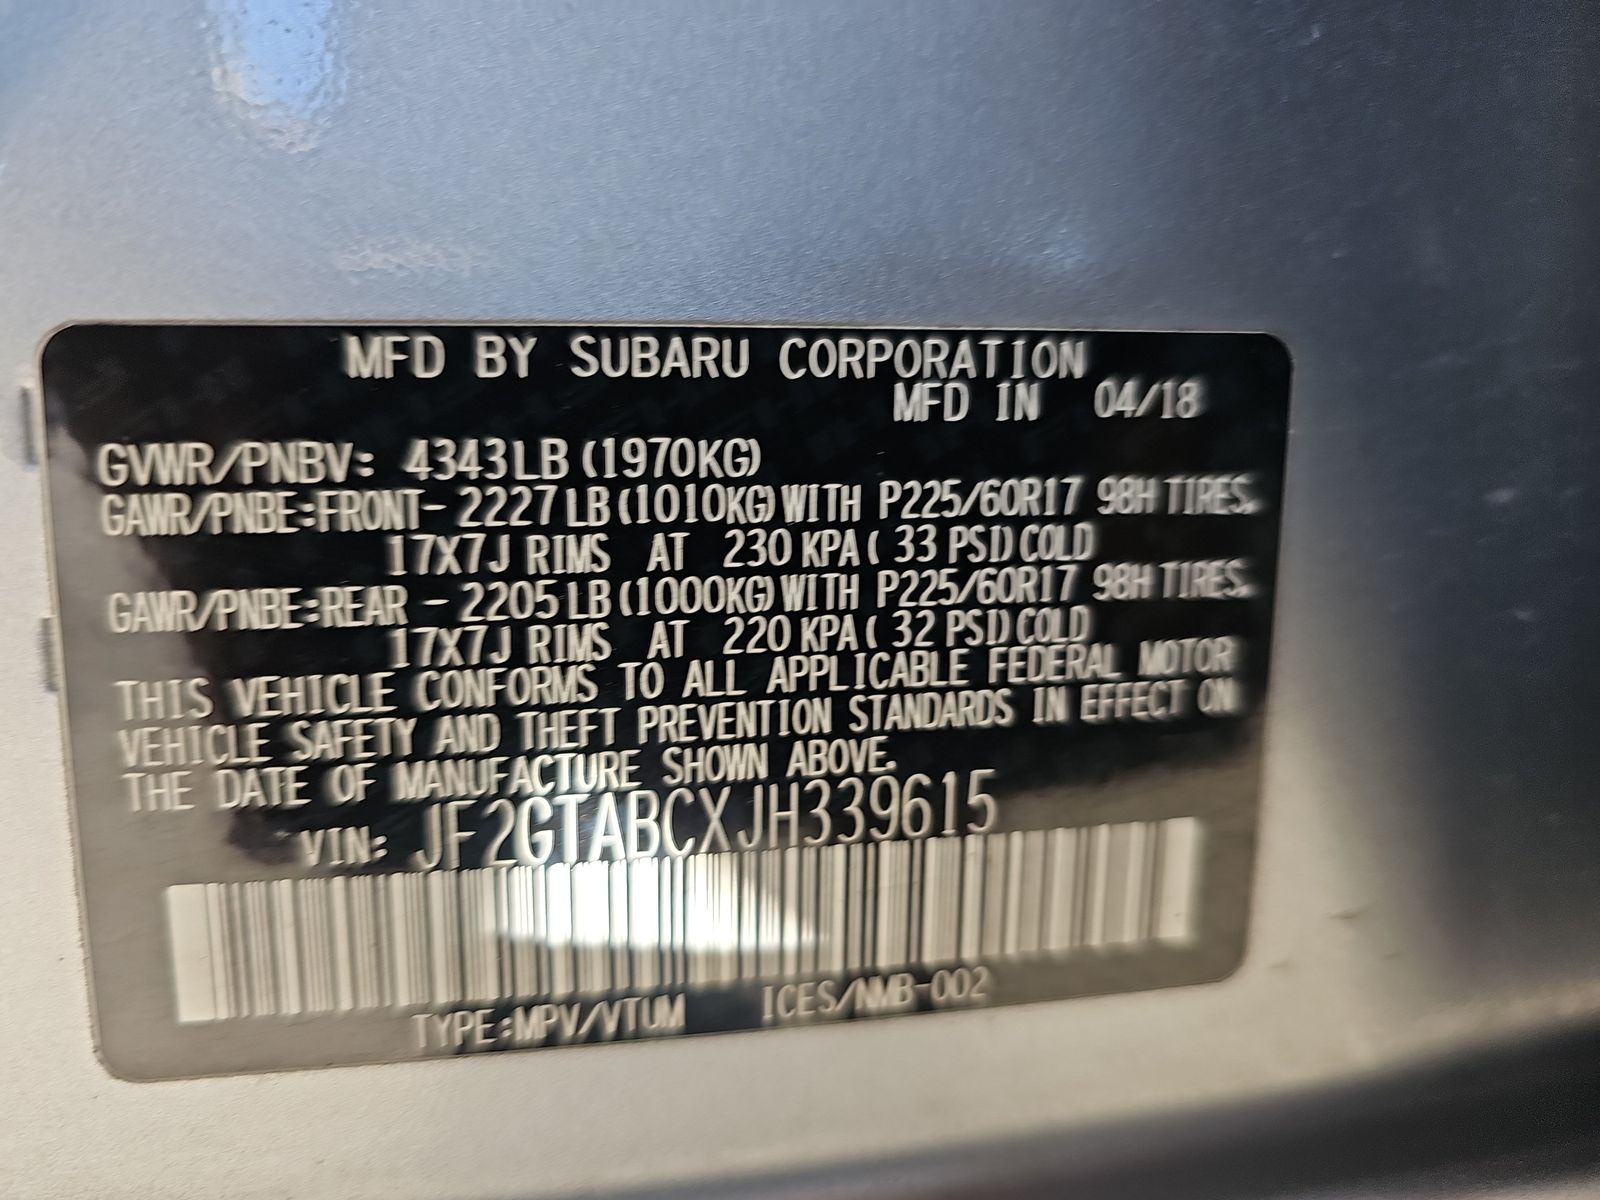 MFD BY SUBARU CORPORATION
MFD IN 04/18
GVWR/PNBV: 4343LB (1970KG)
GAWR/PNBE:FRONT- 2227LB (1010KG) WITH P225/60R17 98H TIRES.
17X7J RIMS AT 230 KPA ( 33 PSI) COLD
GAWR/PNBE:REAR - 2205LB (1000KG) WITH P225/60R17 98H TIRES.
17X7J RIMS AT 220 KPA ( 32 PSI) COLD
THIS VEHICLE CONFORMS TO ALL APPLICABLE FEDERAL MOTOR
VEHICLE SAFETY AND THEFT PREVENTION STANDARDS IN EFFECT ON
THE DATE OF MANUFACTURE SHOWN ABOVE.
VIN: JF2GTABCXJH339615
TYPE:MPV/VTUM ICES/NMB-002